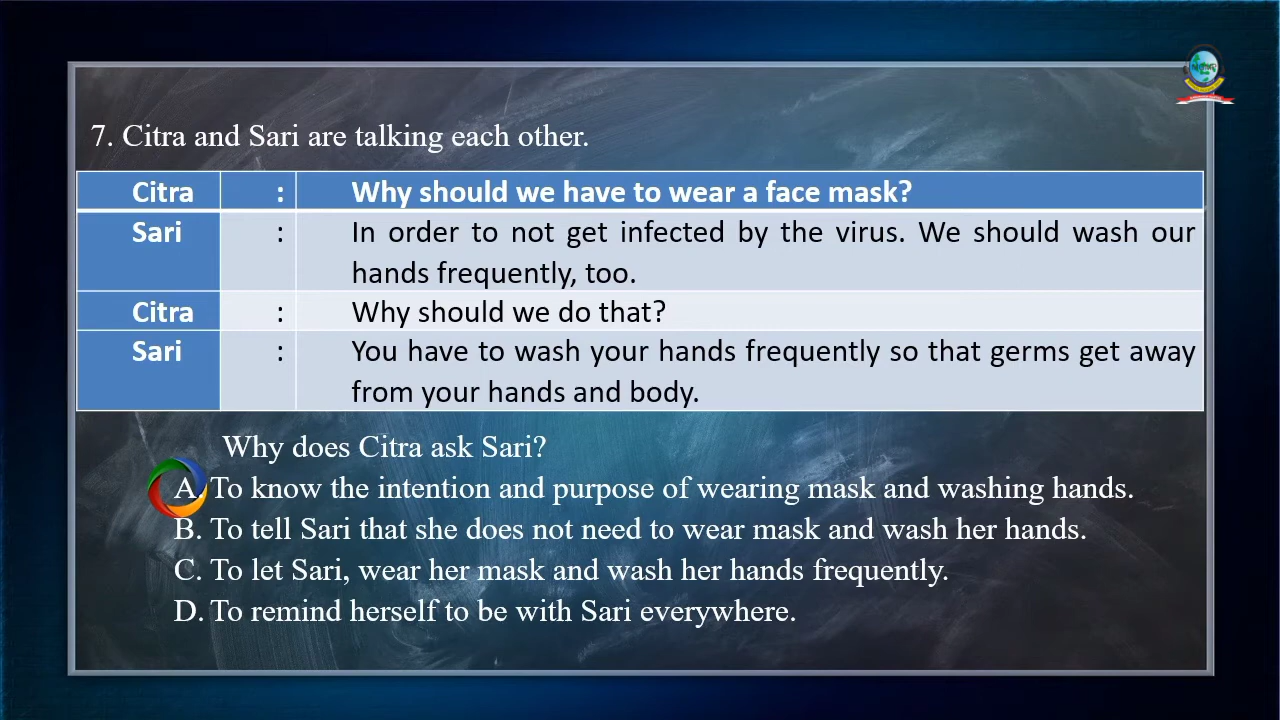 7. Citra and Sari are talking each other.
Citra : Why should we have to wear a face mask?
Sari : In order to not get infected by the virus. We should wash our
hands frequently, too.
Citra : Why should we do that?
Sari : You have to wash your hands frequently so that germs get away
from your hands and body.
Why does Citra ask Sari?
A. To know the intention and purpose of wearing mask and washing hands.
B. To tell Sari that she does not need to wear mask and wash her hands.
C. To let Sari, wear her mask and wash her hands frequently.
D. To remind herself to be with Sari everywhere.